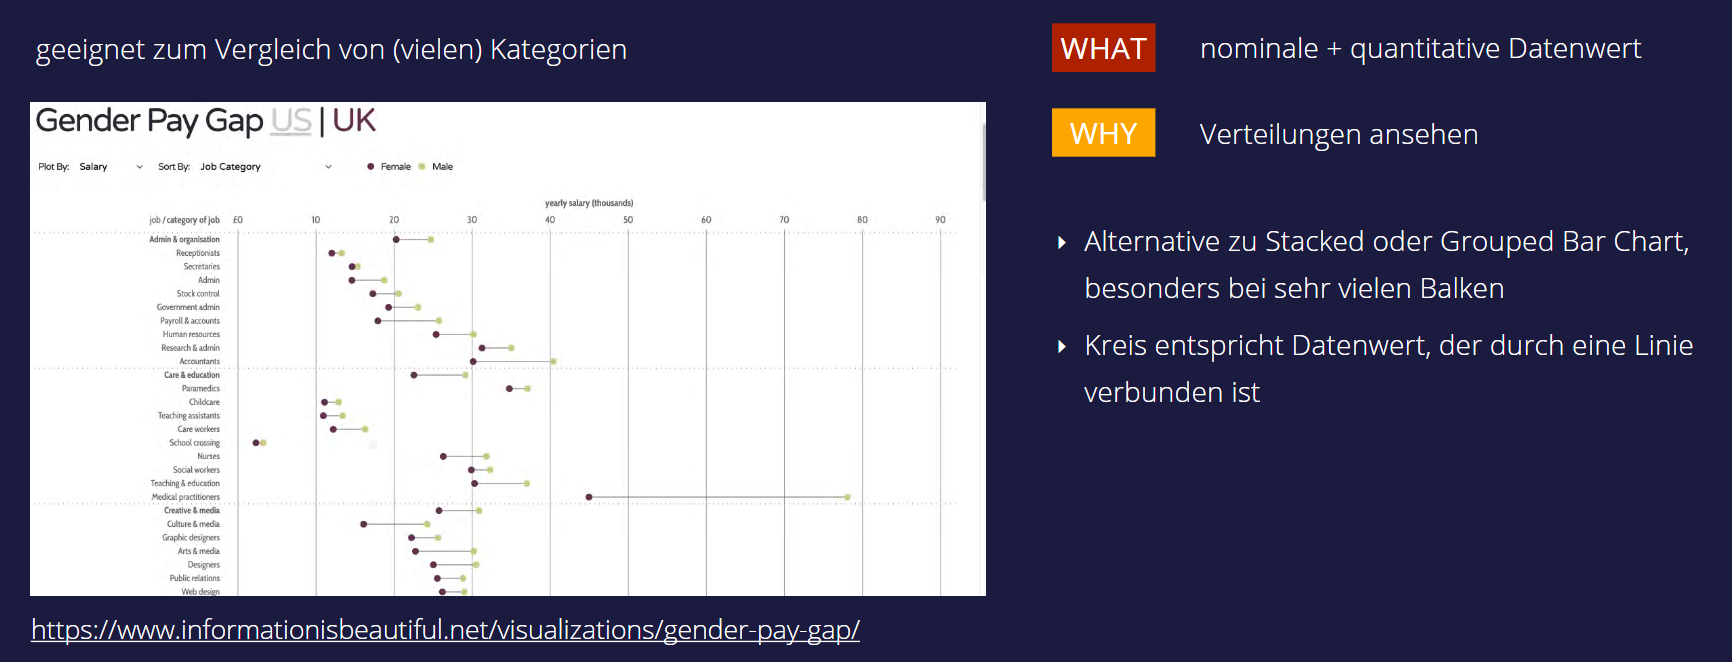 geeignet zum Vergleich von (vielen) Kategorien
Gender Pay Gap US | UK
Plot By: Salary Sort By: Job Category Female Male
yearly salary (thousands)
job / category of job £0 10 20 30 40 50 60 70 80 90
Admin & organisation
Receptionists
Secretaries
Admin
Stock control
Government admin
Payroll & accounts
Human resources
Research & admin
Accountants
Care & education
Paramedics
Childcare
Teaching assistants
Care workers
School crossing
Nurses
Social workers
Teaching & education
Medical practitioners
Creative & media
Culture & media
Graphic designers
Arts & media
Designers
Public relations
Web design
https://www.informationisbeautiful.net/visualizations/gender-pay-gap/
WHAT nominale + quantitative Datenwert
WHY Verteilungen ansehen
Alternative zu Stacked oder Grouped Bar Chart,
besonders bei sehr vielen Balken
Kreis entspricht Datenwert, der durch eine Linie
verbunden ist